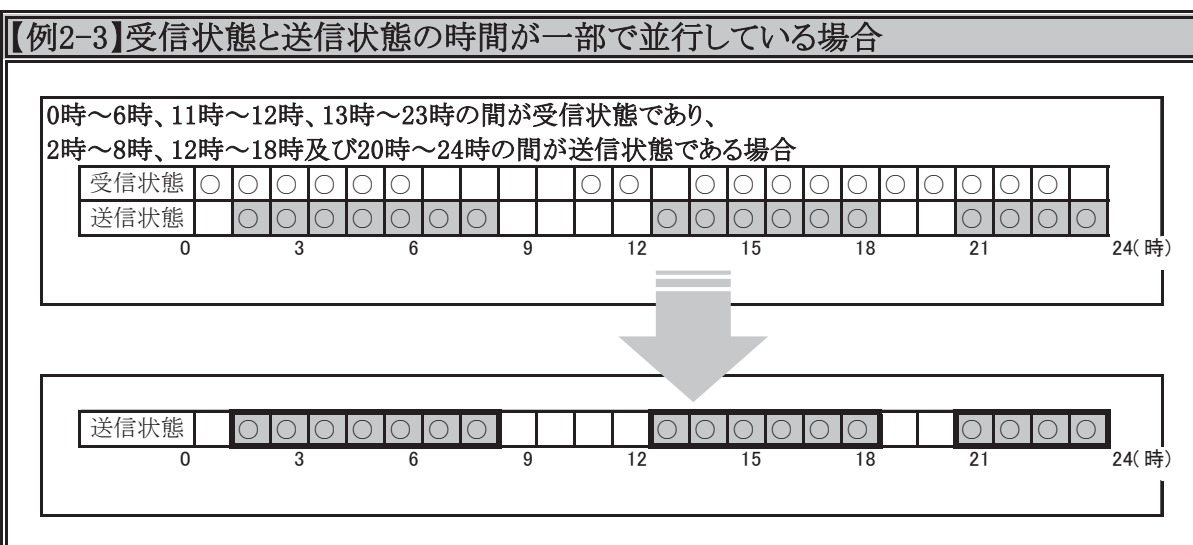 【例2-3】受信状態と送信状態の時間が一部で並行している場合
0時～6時、11時～12時、13時～23時の間が受信状態であり、
2時～8時、12時～18時及び20時～24時の間が送信状態である場合
受信状態 ○ ○ ○ ○ ○ ○ ○ ○ ○ ○ ○ ○ ○ ○ ○ ○ ○ ○
送信状態 ○ ○ ○ ○ ○ ○ ○ ○ ○ ○ ○ ○ ○ ○ ○ ○ ○
0 3 6 9 12 15 18 21 24(時)
送信状態 ○ ○ ○ ○ ○ ○ ○ ○ ○ ○ ○ ○ ○ ○ ○ ○ ○
0 3 6 9 12 15 18 21 24(時)